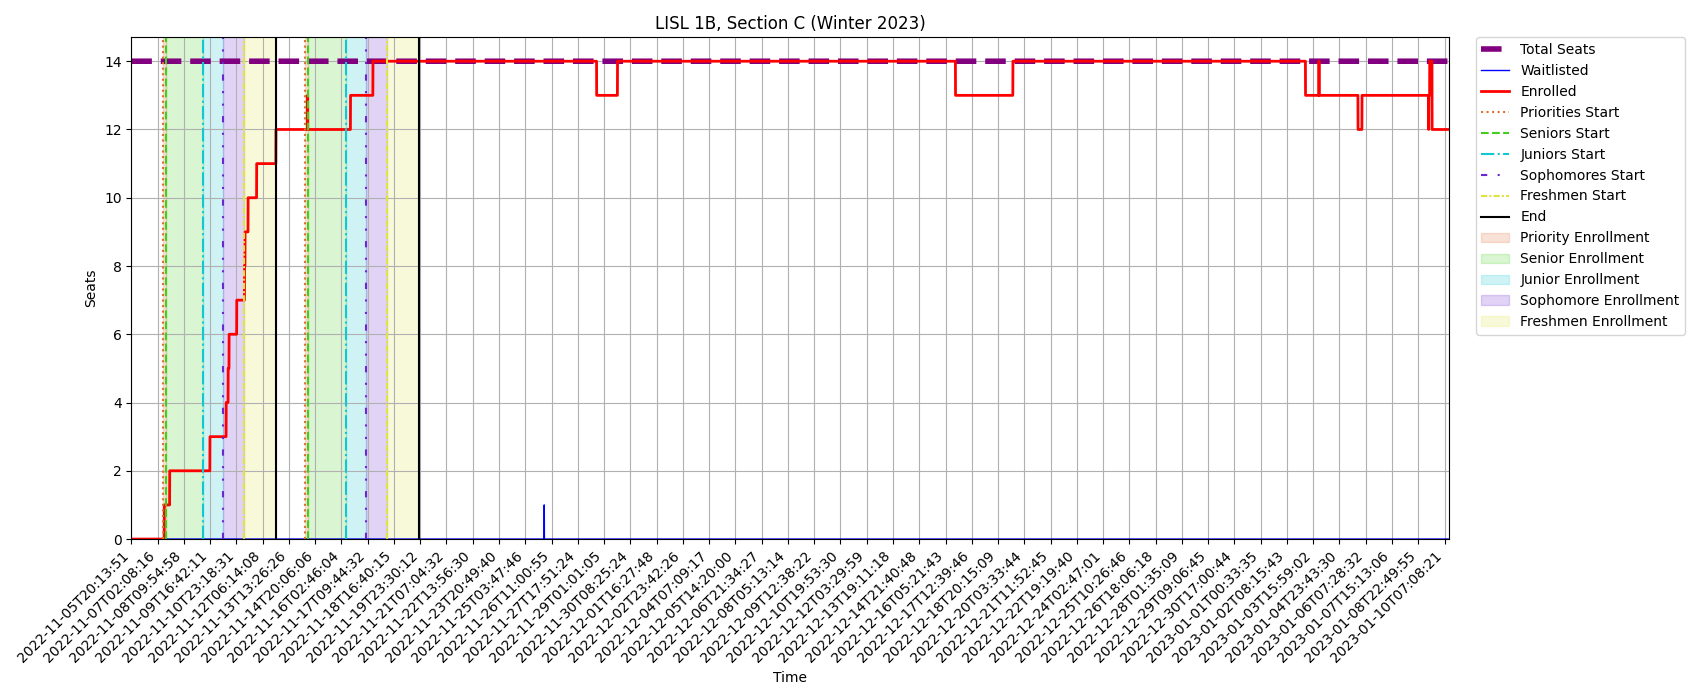 LISL 1B, Section C (Winter 2023)
Seats
14
12
10
8
6
4
2
0
2022-11-05T20:13:51
2022-11-07T02:08:16
2022-11-08T09:54:58
2022-11-09T16:42:11
2022-11-10T23:18:31
2022-11-12T06:14:08
2022-11-13T13:26:26
2022-11-14T20:06:06
2022-11-16T02:46:04
2022-11-17T09:44:32
2022-11-18T16:40:15
2022-11-19T23:30:12
2022-11-21T07:04:32
2022-11-22T13:56:30
2022-11-23T20:49:40
2022-11-25T03:47:46
2022-11-26T11:00:55
2022-11-27T17:51:24
2022-11-29T01:01:05
2022-11-30T08:25:24
2022-12-01T16:27:48
2022-12-02T23:42:26
2022-12-04T07:09:17
2022-12-05T14:20:00
2022-12-06T21:34:27
2022-12-08T05:13:14
2022-12-09T12:38:22
2022-12-10T19:53:30
2022-12-12T03:29:59
2022-12-13T19:11:18
2022-12-14T21:40:48
2022-12-16T05:21:43
2022-12-17T12:39:46
2022-12-18T20:15:09
2022-12-20T03:33:44
2022-12-21T11:52:45
2022-12-22T19:19:40
2022-12-24T02:47:01
2022-12-25T10:26:46
2022-12-26T18:06:18
2022-12-28T01:35:09
2022-12-29T09:06:45
2022-12-30T17:00:44
2023-01-01T00:33:35
2023-01-02T08:15:43
2023-01-03T15:59:02
2023-01-04T23:43:30
2023-01-06T07:28:32
2023-01-07T15:13:06
2023-01-08T22:49:55
2023-01-10T07:08:21
Time
Total Seats
Waitlisted
Enrolled
Priorities Start
Seniors Start
Juniors Start
Sophomores Start
Freshmen Start
End
Priority Enrollment
Senior Enrollment
Junior Enrollment
Sophomore Enrollment
Freshmen Enrollment